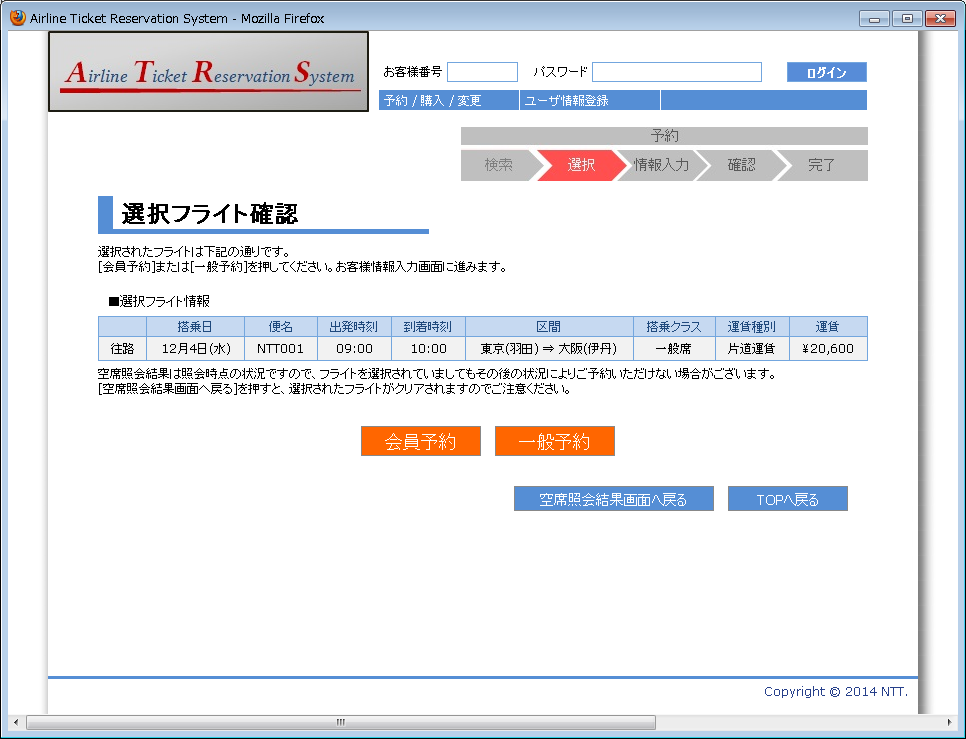 Airline Ticket Reservation System - Mozilla Firefox
Airline Ticket Reservation System
お客様番号 パスワード ログイン
予約 / 購入 / 変更 ユーザ情報登録
予約
検索 選択 情報入力 確認 完了
選択フライト確認
選択されたフライトは下記の通りです。
[会員予約]または[一般予約]を押してください。お客様情報入力画面に進みます。
■選択フライト情報
搭乗日 便名 出発時刻 到着時刻 区間 搭乗クラス 運賃種別 運賃
往路 12月4日(水) NTT001 09:00 10:00 東京(羽田) ⇒ 大阪(伊丹) 一般席 片道運賃 ¥20,600
空席照会結果は照会時点の状況ですので、フライトを選択されていましてもその後の状況によりご予約いただけない場合がございます。
[空席照会結果画面へ戻る]を押すと、選択されたフライトがクリアされますのでご注意ください。
会員予約 一般予約
空席照会結果画面へ戻る TOPへ戻る
Copyright © 2014 NTT.